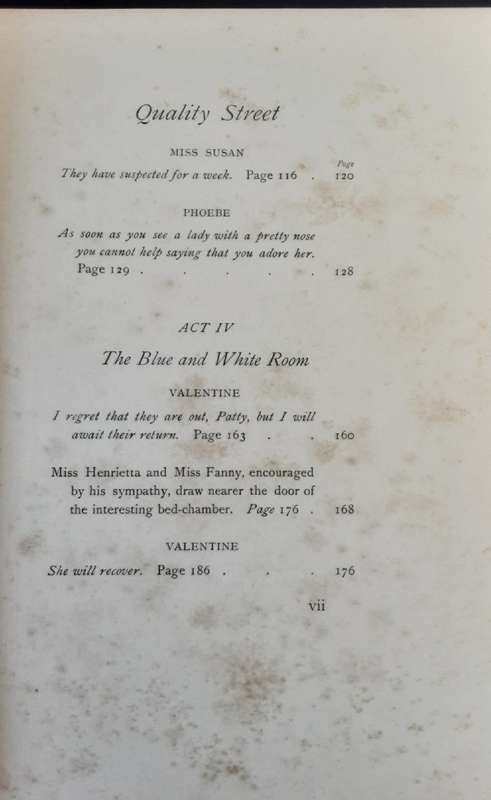 Quality Street
MISS SUSAN
Page
They have suspected for a week. Page 116 . 120
PHOEBE
As soon as you see a lady with a pretty nose
you cannot help saying that you adore her.
Page 129 . . . . . 128
ACT IV
The Blue and White Room
VALENTINE
I regret that they are out, Patty, but I will
await their return. Page 163 . . 160
Miss Henrietta and Miss Fanny, encouraged
by his sympathy, draw nearer the door of
the interesting bed-chamber. Page 176 . 168
VALENTINE
She will recover. Page 186 . . . 176
vii